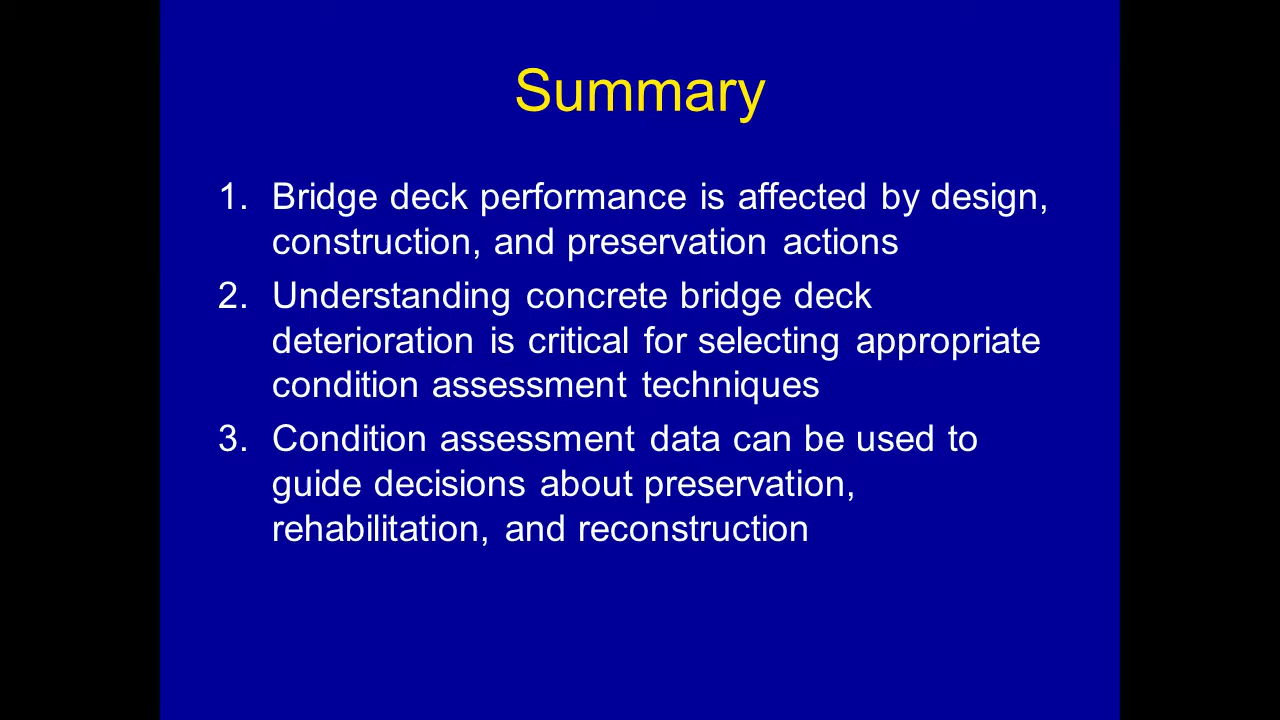 Summary
1. Bridge deck performance is affected by design,
construction, and preservation actions
2. Understanding concrete bridge deck
deterioration is critical for selecting appropriate
condition assessment techniques
3. Condition assessment data can be used to
guide decisions about preservation,
rehabilitation, and reconstruction